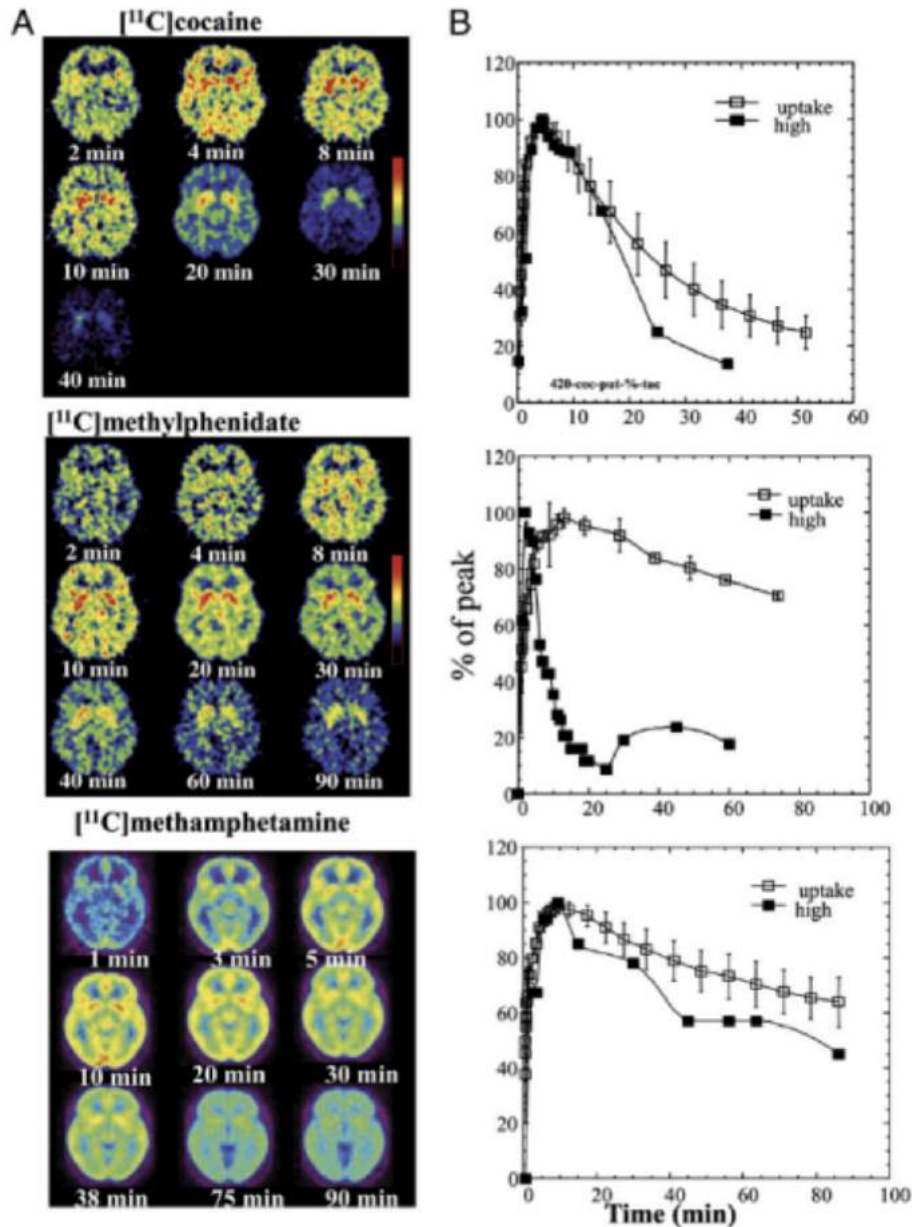 A
[11C]cocaine
2 min 4 min 8 min
10 min 20 min 30 min
40 min
[11C]methylphenidate
2 min 4 min 8 min
10 min 20 min 30 min
40 min 60 min 90 min
[11C]methamphetamine
1 min 3 min 5 min
10 min 20 min 30 min
38 min 75 min 90 min
B
120
100
80
60
40
20
0
uptake
high
420-coc-put-%-tac
0 10 20 30 40 50 60
% of peak
120
100
80
60
40
20
0
uptake
high
0 20 40 60 80 100
120
100
80
60
40
20
0
uptake
high
0 20 40 60 80 100
Time (min)